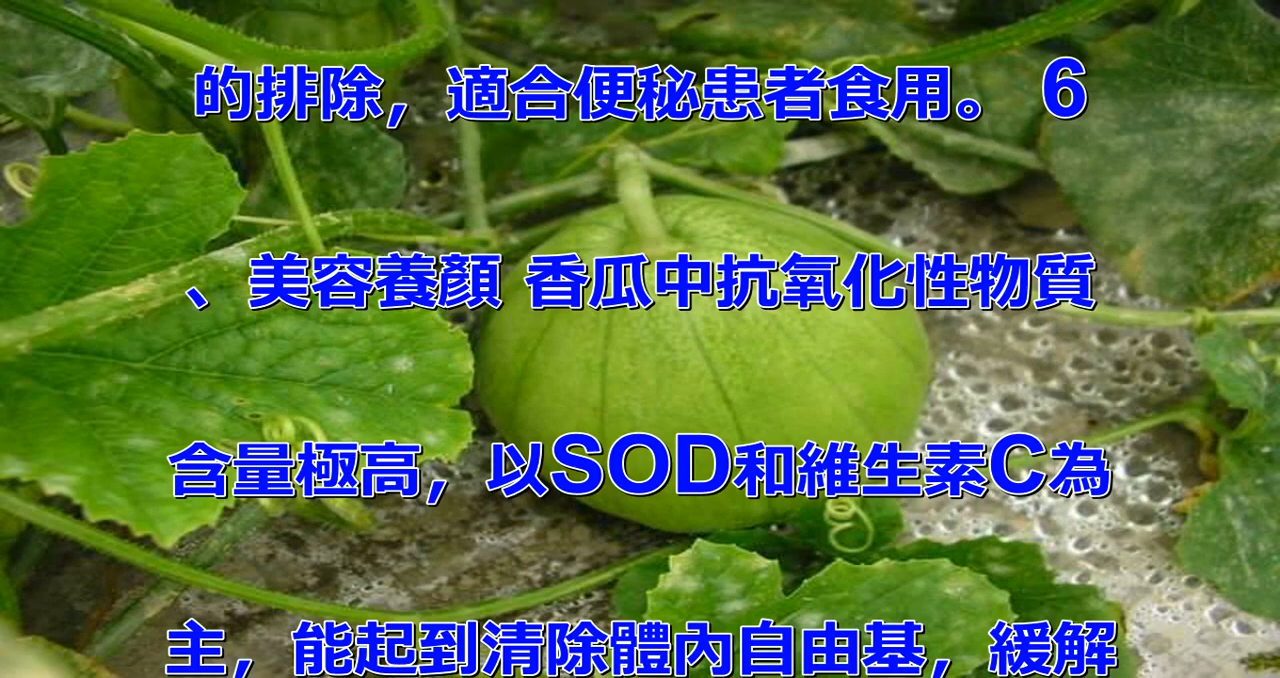 的排除，適合便秘患者食用。 6
、美容養顏 香瓜中抗氧化性物質
含量極高，以SOD和維生素C為
主，能起到清除體內自由基，緩解